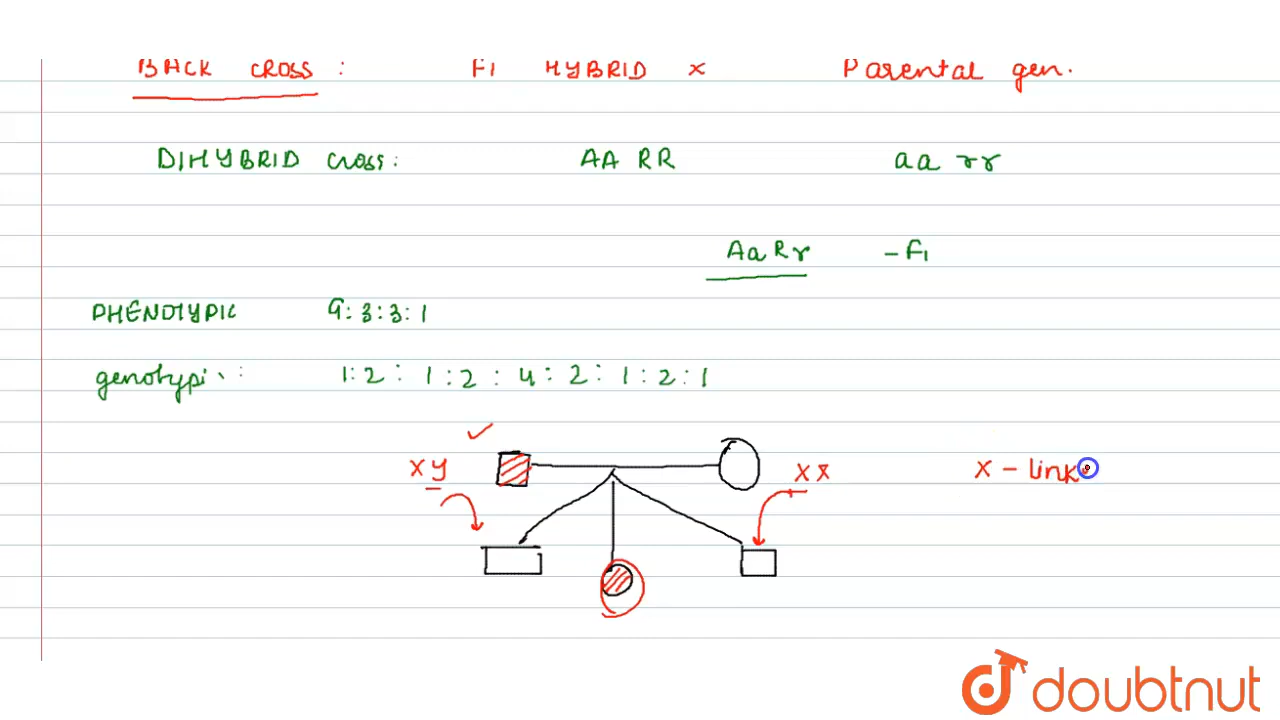 BACK CROSS : F1 HYBRID × Parental gen.
DIHYBRID cross: AA RR aa rr
AaRr – F1
PHENOTYPIC 9:3:3:1
genotypi : 1:2: 1:2: 4:2: 1:2:1
XY XX X – link
doubtnut